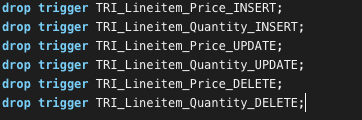 drop trigger TRI_Lineitem_Price_INSERT;
drop trigger TRI_Lineitem_Quantity_INSERT;
drop trigger TRI_Lineitem_Price_UPDATE;
drop trigger TRI_Lineitem_Quantity_UPDATE;
drop trigger TRI_Lineitem_Price_DELETE;
drop trigger TRI_Lineitem_Quantity_DELETE;